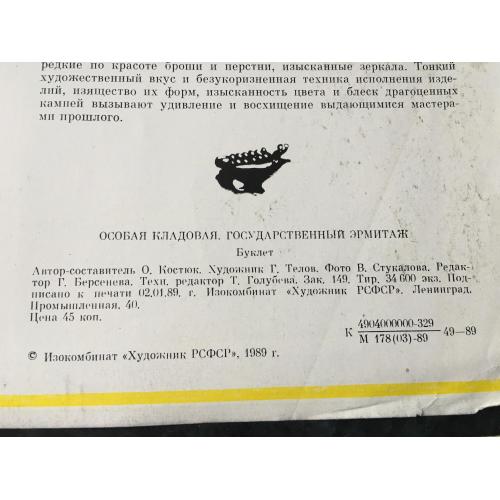 редкие по красоте броши и перстни, изысканные зеркала. Тонкий
художественный вкус и безукоризненная техника исполнения изде-
лий, изящество их форм, изысканность цвета и блеск драгоценных
камней вызывают удивление и восхищение выдающимися мастера-
ми прошлого.
ОСОБАЯ КЛАДОВАЯ. ГОСУДАРСТВЕННЫЙ ЭРМИТАЖ
Буклет
Автор-составитель О. Костюк. Художник Г. Телов. Фото В. Стукалова. Редак-
тор Г. Берсенева. Техн. редактор Т. Голубева. Зак. 149. Тир. 34 600 экз. Под-
писано к печати 02.01.89. г. Изокомбинат «Художник РСФСР». Ленинград.
Промышленная, 40.
Цена 45 коп.
К 4904000000-329 49—89
М 178(03)-89
© Изокомбинат «Художник РСФСР», 1989 г.